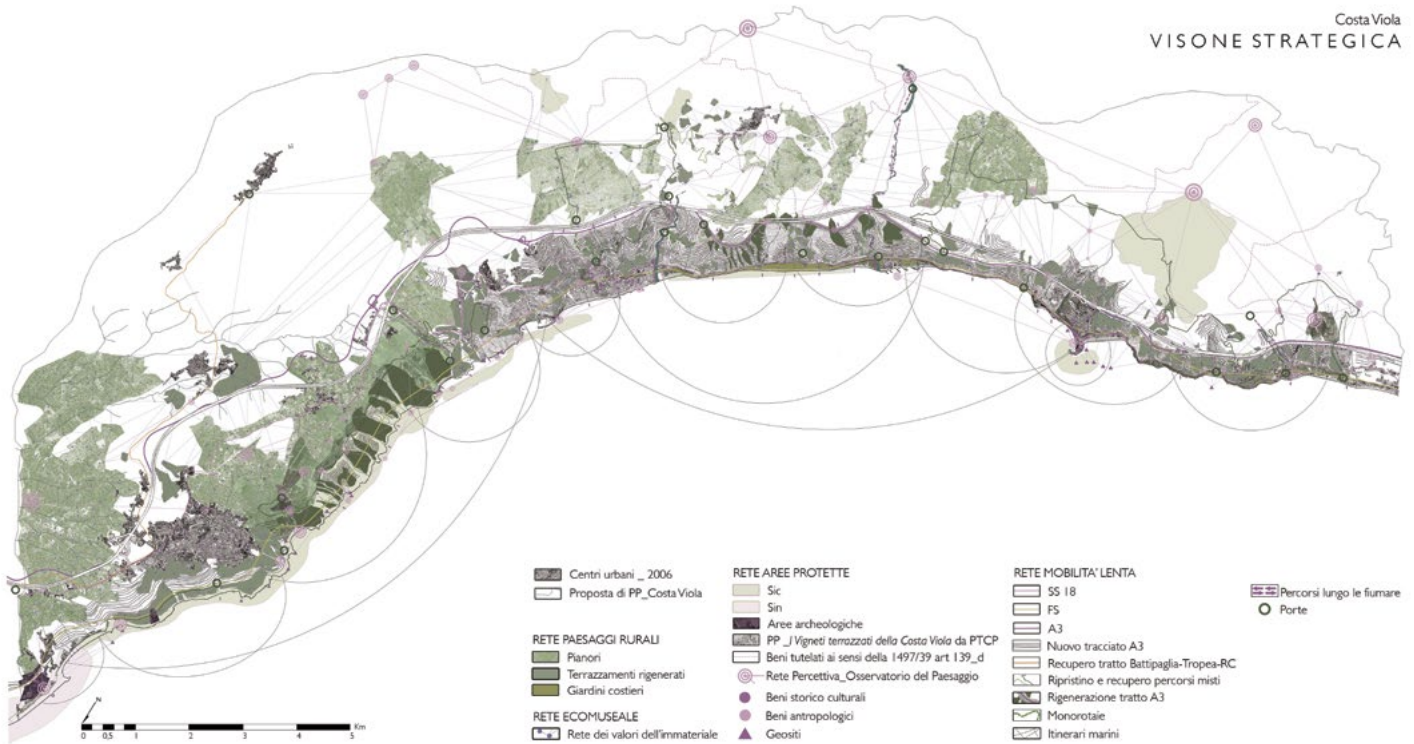 Costa Viola
VISONE STRATEGICA
Centri urbani _ 2006
Proposta di PP_Costa Viola
RETE PAESAGGI RURALI
Pianori
Terrazzamenti rigenerati
Giardini costieri
RETE ECOMUSEALE
Rete dei valori dell'immateriale
RETE AREE PROTETTE
Sic
Sin
Aree archeologiche
PP _I Vigneti terrazzati della Costa Viola da PTCP
Beni tutelati ai sensi della 1497/39 art 139_d
Rete Percettiva_Osservatorio del Paesaggio
Beni storico culturali
Beni antropologici
Geositi
RETE MOBILITA' LENTA
SS 18
FS
A3
Nuovo tracciato A3
Recupero tratto Battipaglia-Tropea-RC
Ripristino e recupero percorsi misti
Rigenerazione tratto A3
Monorotaie
Itinerari marini
Percorsi lungo le fiumare
Porte
N
Km
0 0,5 1 2 3 4 5